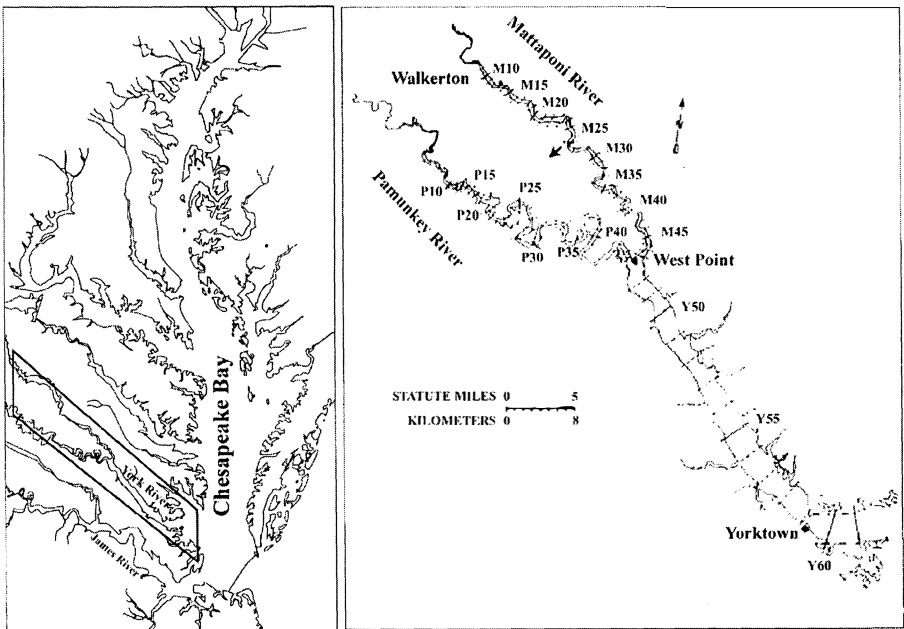 Chesapeake Bay
York River
James River
Mattaponi River
Walkerton
M10
M15
M20
M25
M30
M35
M40
M45
Pamunkey River
P10
P15
P20
P25
P30
P35
P40
West Point
Y50
STATUTE MILES 0 5
KILOMETERS 0 8
Y55
Yorktown
Y60